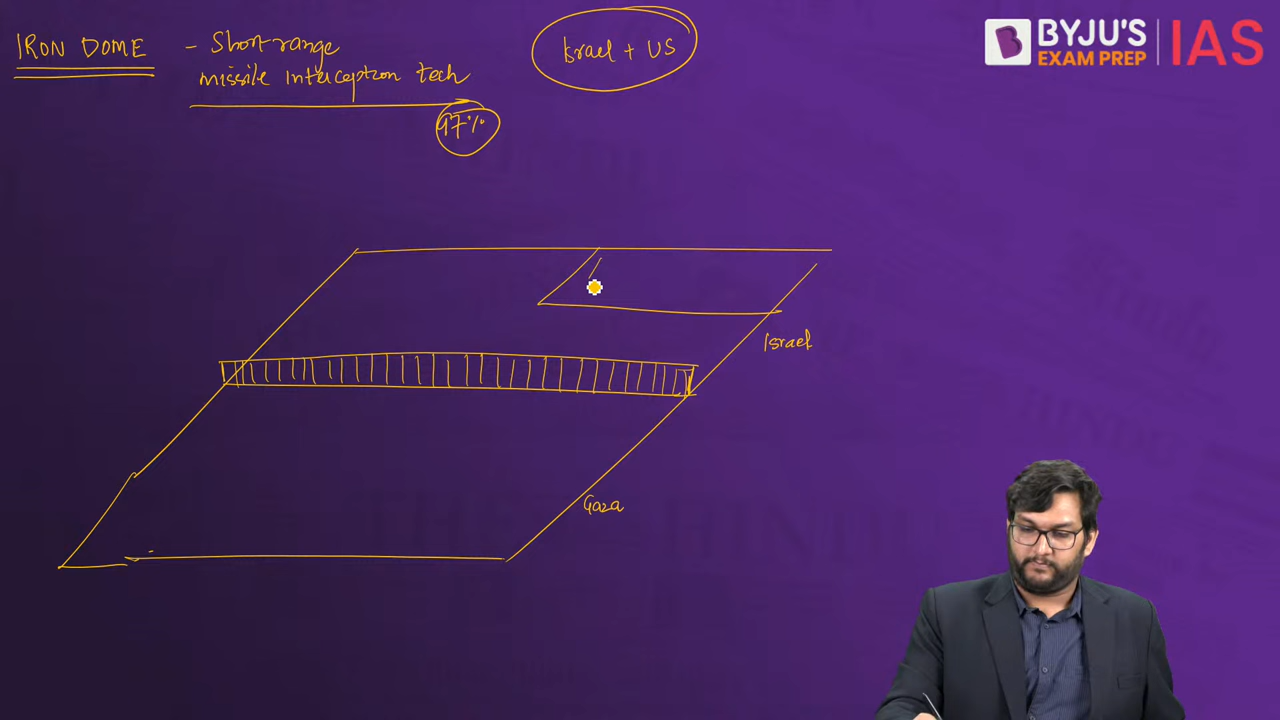 IRON DOME - Short range
missile interception tech
97%
Israel + US
BYJU'S
EXAM PREP
IAS
Israel
Gaza